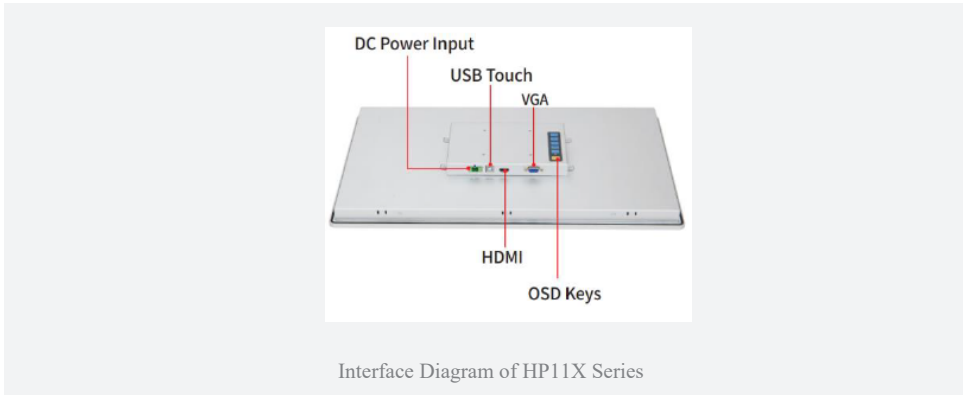 DC Power Input
USB Touch
VGA
HDMI
OSD Keys
Interface Diagram of HP11X Series